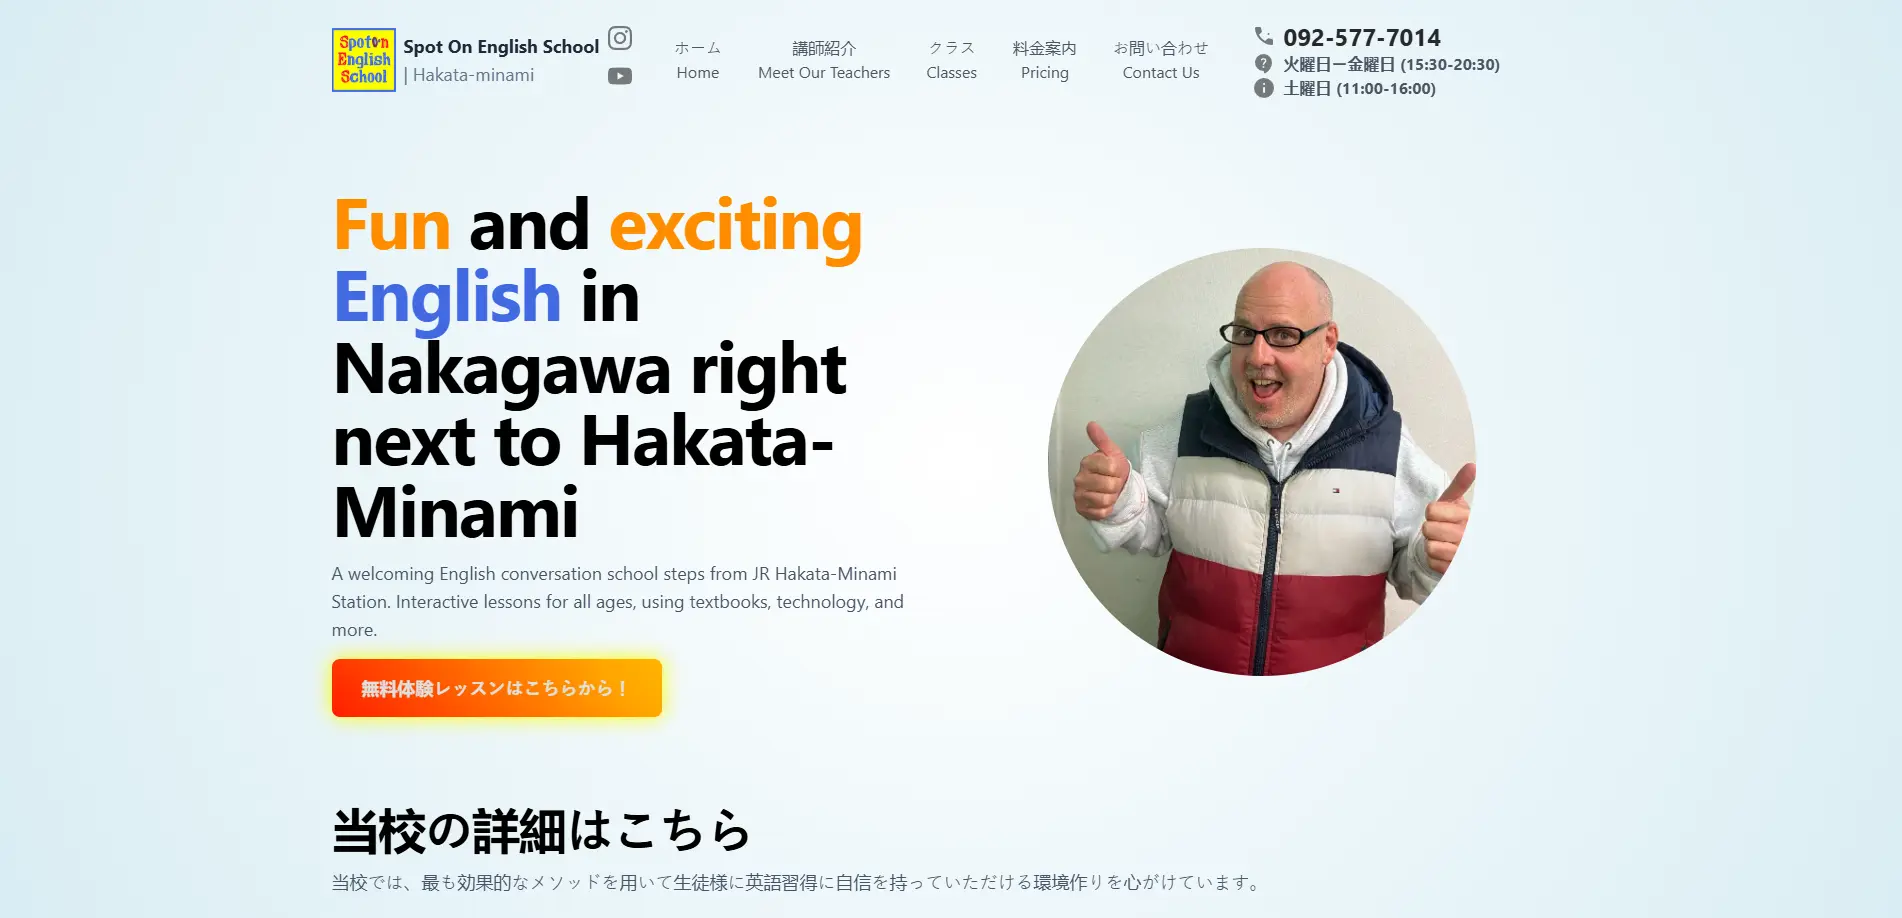 Spot On
English
School
Spot On English School
| Hakata-minami
ホーム
Home
講師紹介
Meet Our Teachers
クラス
Classes
料金案内
Pricing
お問い合わせ
Contact Us
092-577-7014
火曜日ー金曜日 (15:30-20:30)
土曜日 (11:00-16:00)
Fun and exciting
English in
Nakagawa right
next to Hakata-
Minami
A welcoming English conversation school steps from JR Hakata-Minami
Station. Interactive lessons for all ages, using textbooks, technology, and
more.
無料体験レッスンはこちらから！
当校の詳細はこちら
当校では、最も効果的なメソッドを用いて生徒様に英語習得に自信を持っていただける環境作りを心がけています。